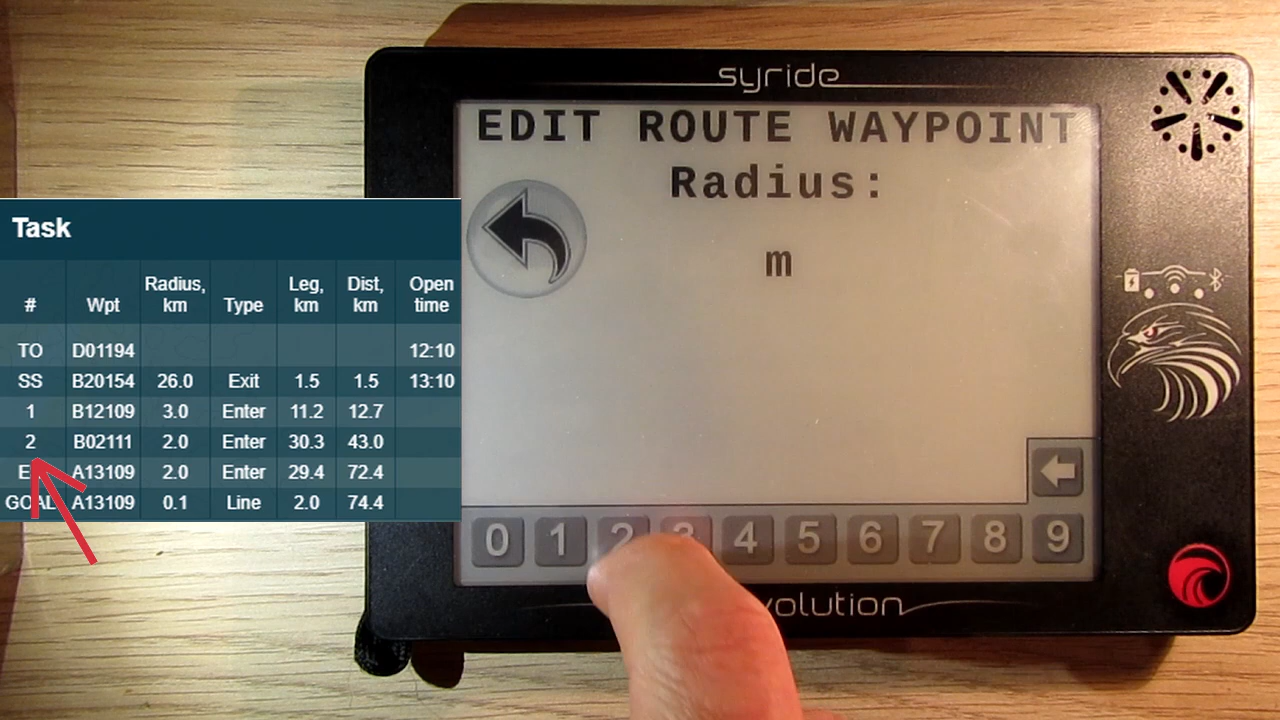 syride
EDIT ROUTE WAYPOINT
Radius:
m
0 1 2 3 4 5 6 7 8 9
volution
Task
# Wpt Radius, km Type Leg, km Dist, km Open time
TO D01194 12:10
SS B20154 26.0 Exit 1.5 1.5 13:10
1 B12109 3.0 Enter 11.2 12.7
2 B02111 2.0 Enter 30.3 43.0
E A13109 2.0 Enter 29.4 72.4
GOAL A13109 0.1 Line 2.0 74.4